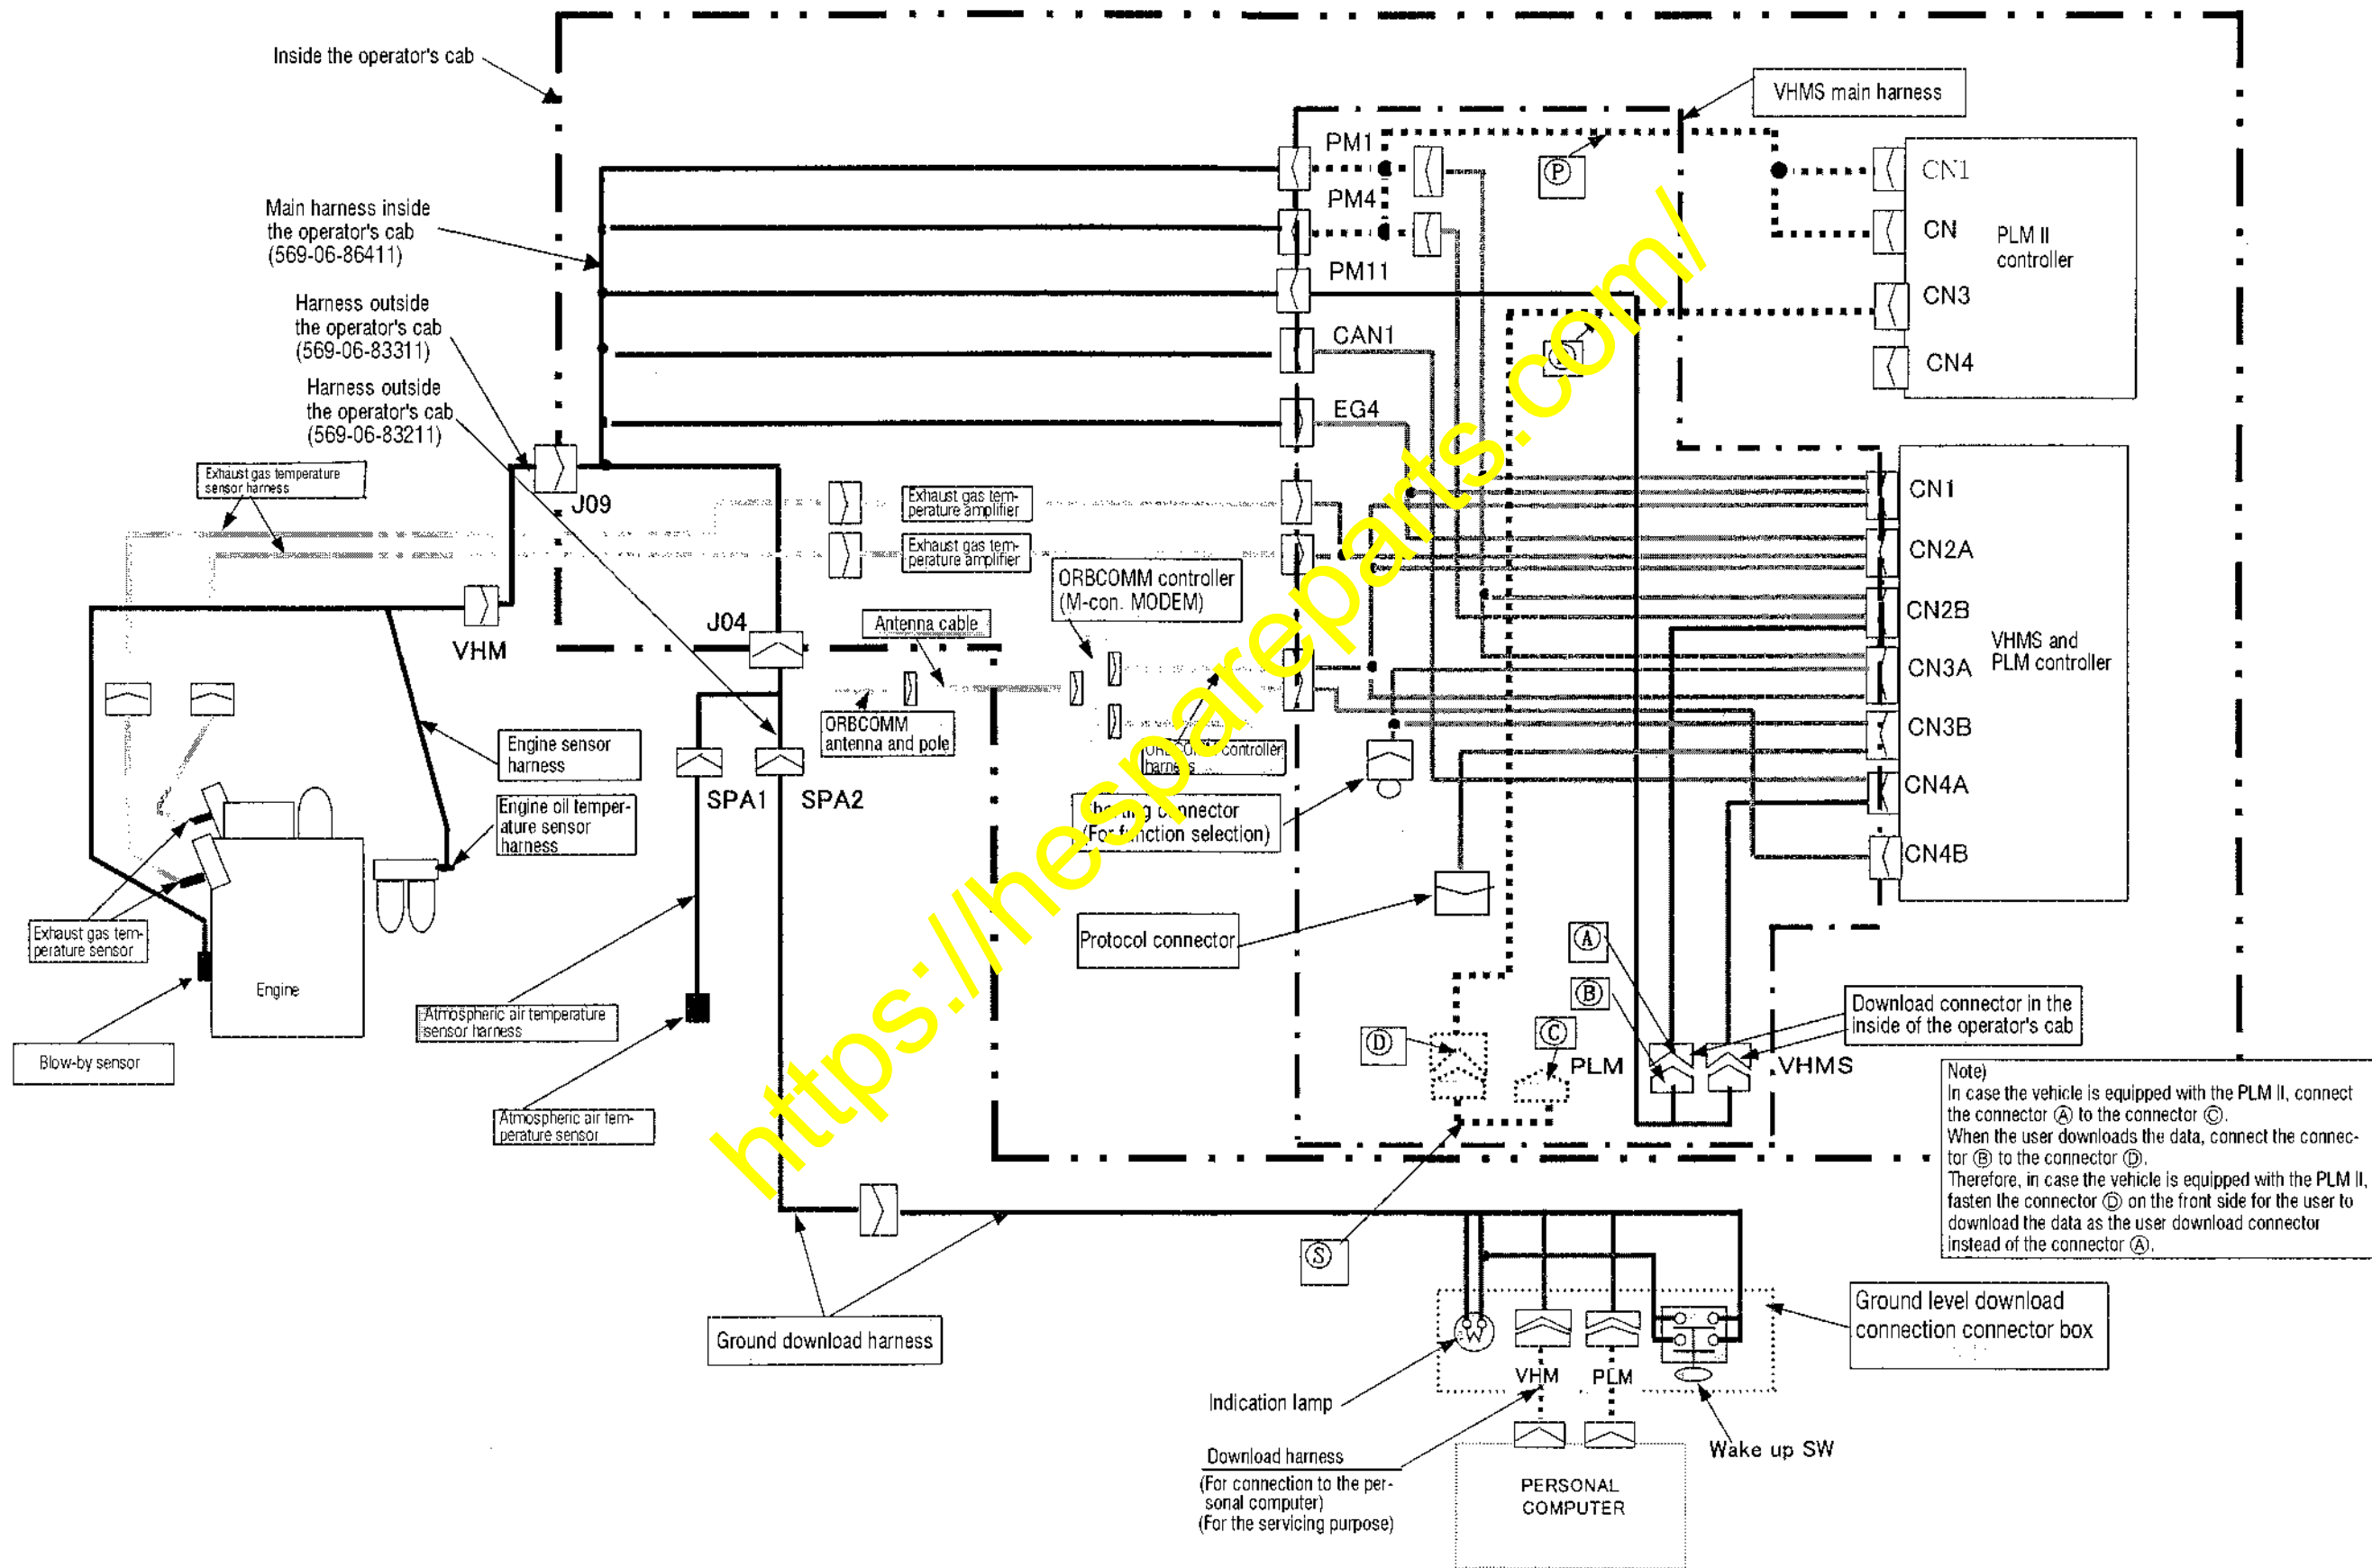 Inside the operator's cab
VHMS main harness
PM1
Ⓟ
CN1
PM4
Main harness inside
the operator's cab
(569-06-86411)
CN
PLM II
controller
PM11
Harness outside
the operator's cab
(569-06-83311)
CN3
CAN1
CN4
Harness outside
the operator's cab
(569-06-83211)
EG4
Exhaust gas temperature
sensor harness
J09
Exhaust gas tem-
perature amplifier
Exhaust gas tem-
perature amplifier
CN1
CN2A
ORBCOMM controller
(M-con. MODEM)
CN2B
J04
Antenna cable
VHM
VHMS and
PLM controller
CN3A
ORBCOMM
antenna and pole
CN3B
controller
harness
Engine sensor
harness
SPA1
SPA2
CN4A
Engine oil temper-
ature sensor
harness
connector
(For function selection)
CN4B
Exhaust gas tem-
perature sensor
Protocol connector
Ⓐ
Engine
Ⓑ
Download connector in the
inside of the operator's cab
Atmospheric air temperature
sensor harness
Ⓓ
Ⓒ
PLM
VHMS
Blow-by sensor
Atmospheric air tem-
perature sensor
Note)
In case the vehicle is equipped with the PLM II, connect
the connector Ⓐ to the connector Ⓒ.
When the user downloads the data, connect the connec-
tor Ⓑ to the connector Ⓓ.
Therefore, in case the vehicle is equipped with the PLM II,
fasten the connector Ⓓ on the front side for the user to
download the data as the user download connector
instead of the connector Ⓐ.
Ⓢ
Ground download harness
Ground level download
connection connector box
W
VHM
PLM
Indication lamp
Wake up SW
Download harness
(For connection to the per-
sonal computer)
(For the servicing purpose)
PERSONAL
COMPUTER
https://hespareparts.com/